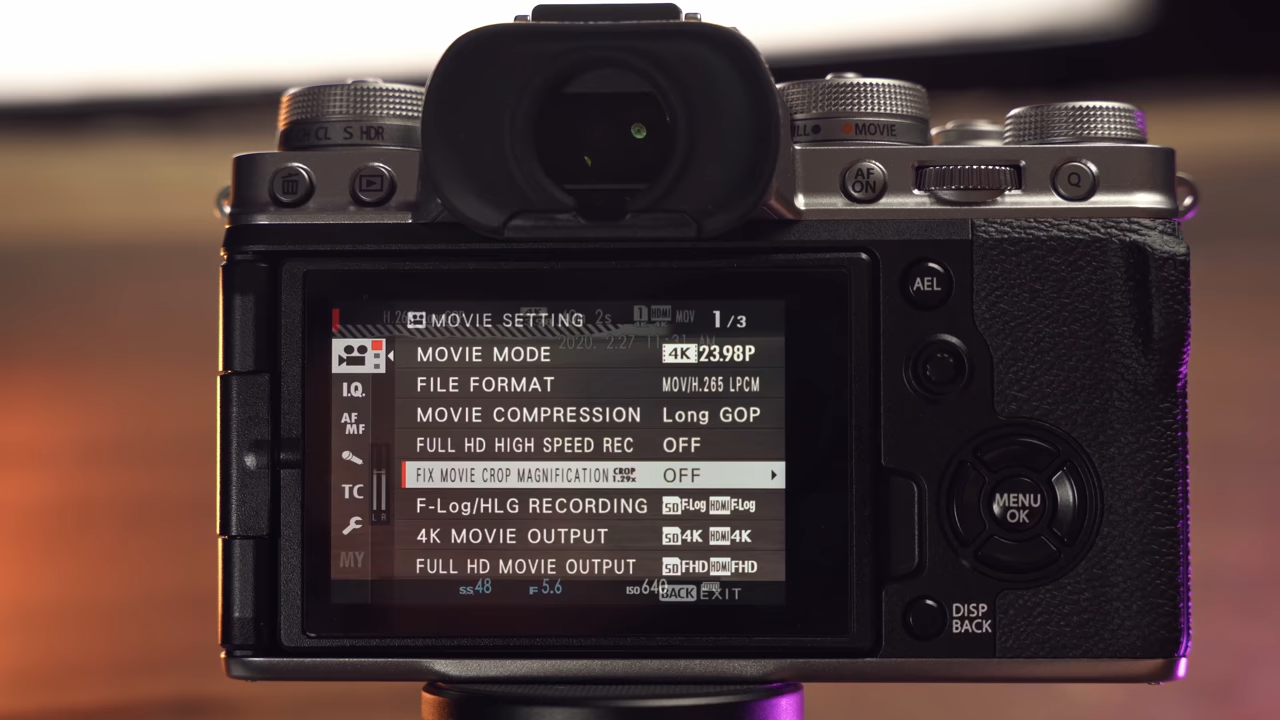 CL S HDR
MOVIE
AF
ON
Q
AEL
MOVIE SETTING 1/3
MOVIE MODE 4K 23.98P
FILE FORMAT MOV/H.265 LPCM
MOVIE COMPRESSION Long GOP
FULL HD HIGH SPEED REC OFF
FIX MOVIE CROP MAGNIFICATION CROP 1.29x OFF
F-Log/HLG RECORDING SD F-Log HDMI F-Log
4K MOVIE OUTPUT SD 4K HDMI 4K
FULL HD MOVIE OUTPUT SD FHD HDMI FHD
SS 48 F 5.6 ISO 640 BACK EXIT
I.Q.
AF
MF
TC
MY
L R
1 HDMI MOV
2020. 2.27
MENU
OK
DISP
BACK